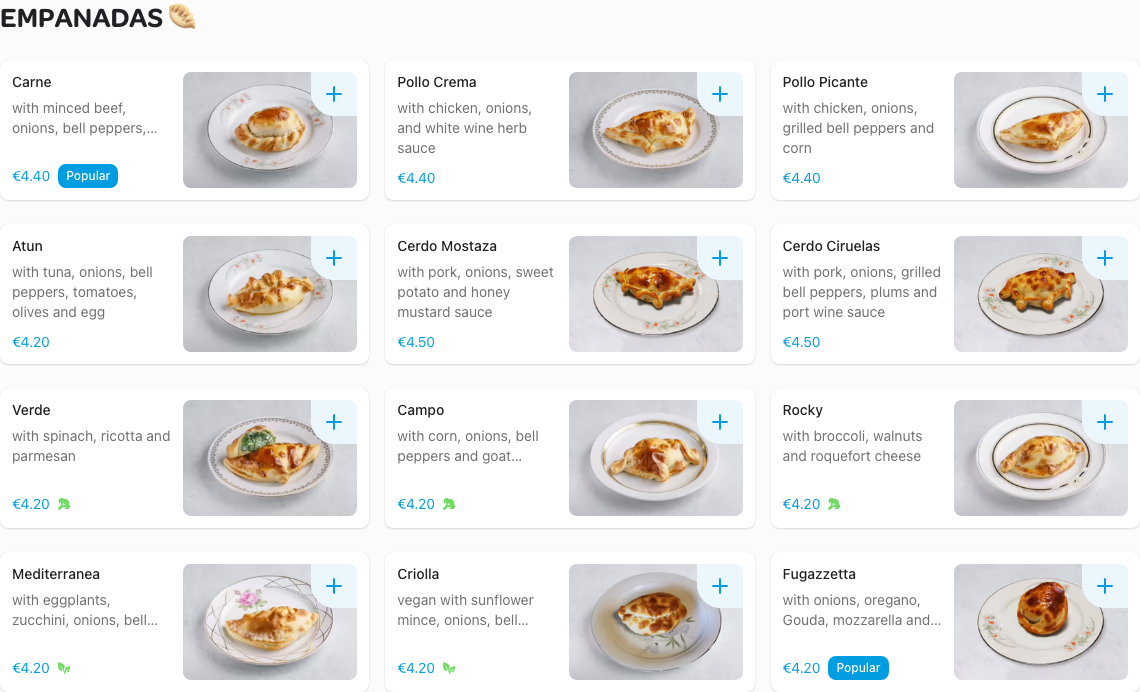 EMPANADAS
Carne
with minced beef,
onions, bell peppers,...
€4.40 Popular
Pollo Crema
with chicken, onions,
and white wine herb
sauce
€4.40
Pollo Picante
with chicken, onions,
grilled bell peppers and
corn
€4.40
Atun
with tuna, onions, bell
peppers, tomatoes,
olives and egg
€4.20
Cerdo Mostaza
with pork, onions, sweet
potato and honey
mustard sauce
€4.50
Cerdo Ciruelas
with pork, onions, grilled
bell peppers, plums and
port wine sauce
€4.50
Verde
with spinach, ricotta and
parmesan
€4.20
Campo
with corn, onions, bell
peppers and goat...
€4.20
Rocky
with broccoli, walnuts
and roquefort cheese
€4.20
Mediterranea
with eggplants,
zucchini, onions, bell...
€4.20
Criolla
vegan with sunflower
mince, onions, bell...
€4.20
Fugazzetta
with onions, oregano,
Gouda, mozzarella and...
€4.20 Popular